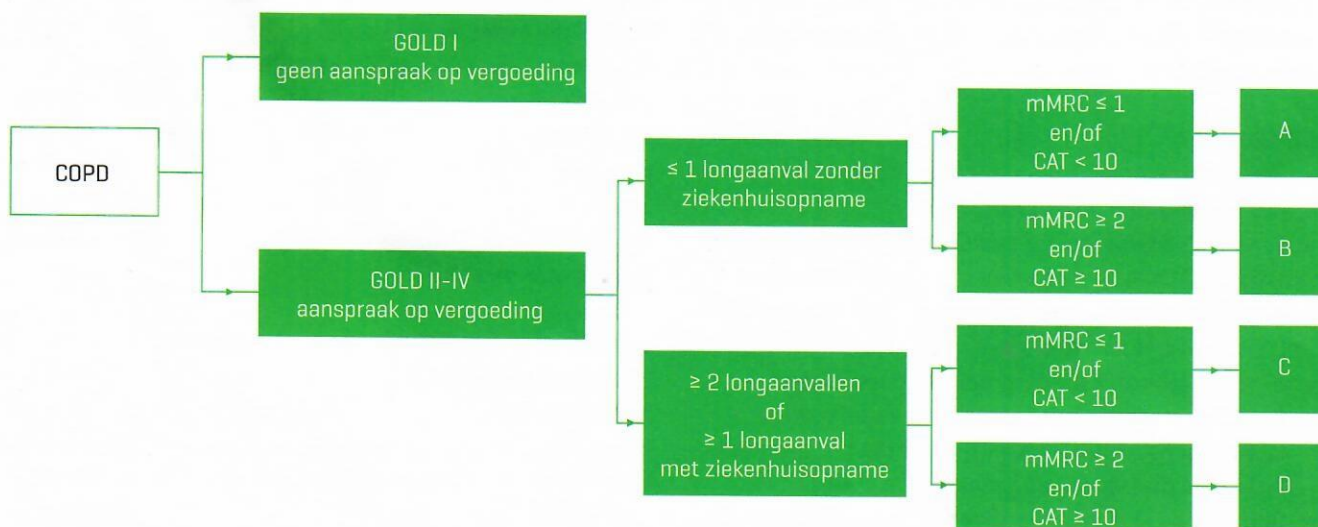 COPD
GOLD I
geen aanspraak op vergoeding
GOLD II-IV
aanspraak op vergoeding
≤ 1 longaanval zonder
ziekenhuisopname
≥ 2 longaanvallen
of
≥ 1 longaanval
met ziekenhuisopname
mMRC ≤ 1
en/of
CAT < 10
A
mMRC ≥ 2
en/of
CAT ≥ 10
B
mMRC ≤ 1
en/of
CAT < 10
C
mMRC ≥ 2
en/of
CAT ≥ 10
D